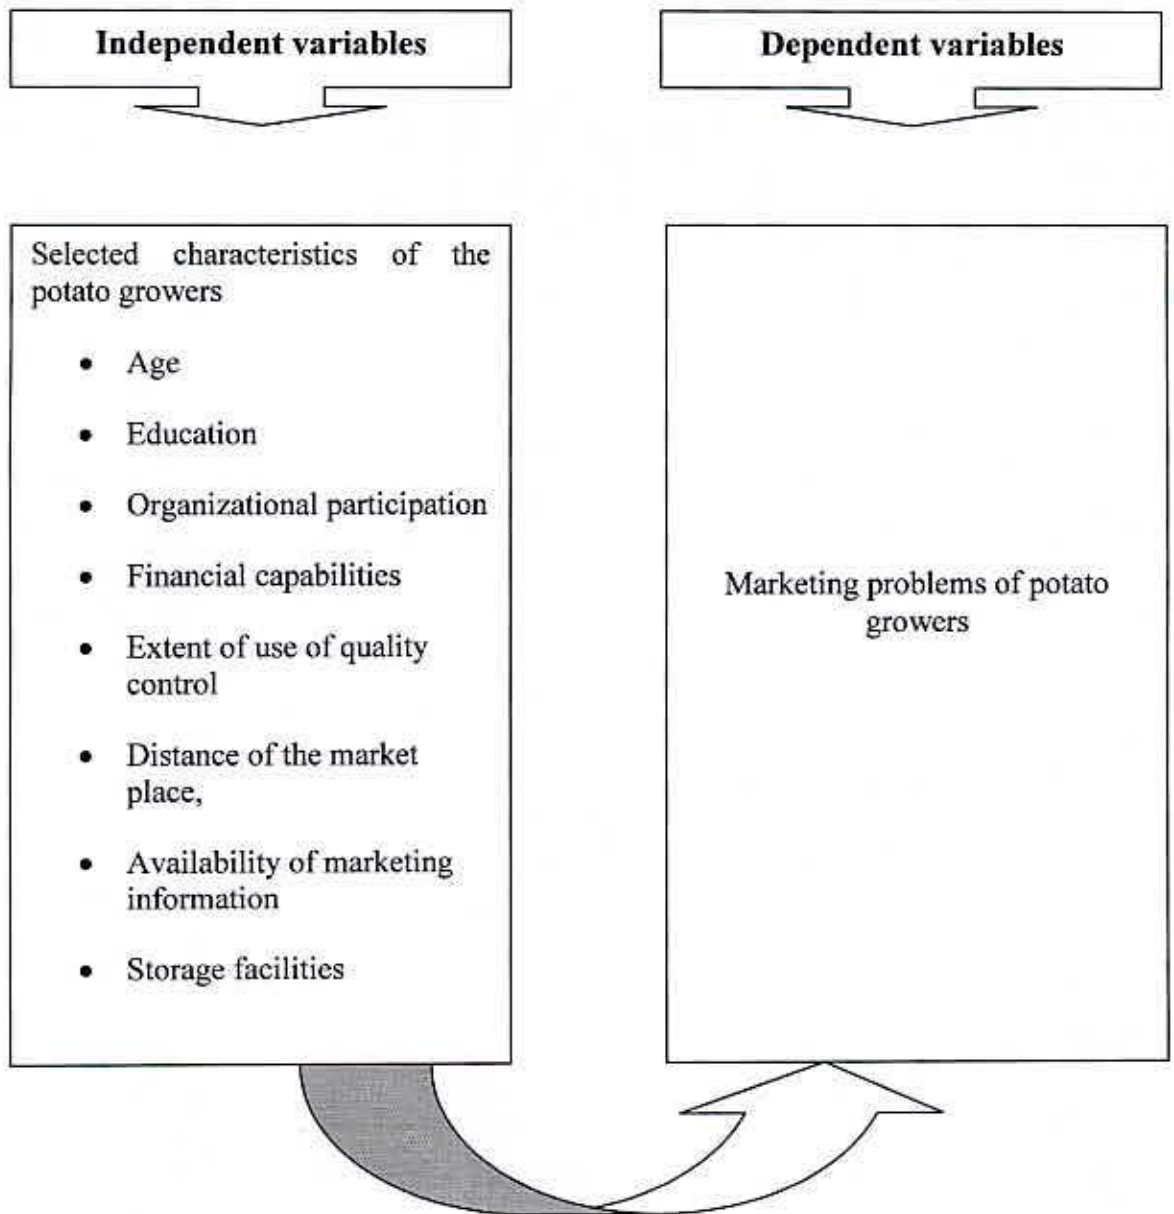 Independent variables
Dependent variables
Selected characteristics of the
potato growers
• Age
• Education
• Organizational participation
• Financial capabilities
• Extent of use of quality
control
• Distance of the market
place,
• Availability of marketing
information
• Storage facilities
Marketing problems of potato
growers